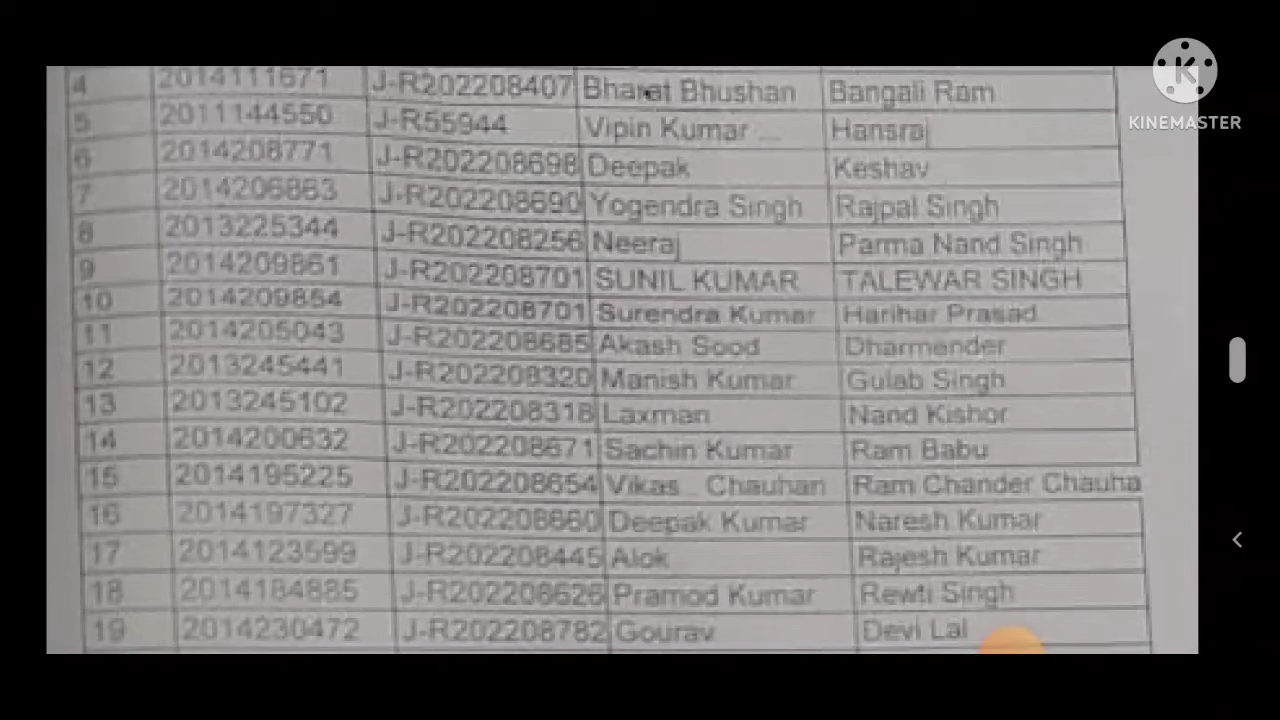 4 2014111671 J-R202208407 Bharat Bhushan Bangali Ram
5 2011144550 J-R55944 Vipin Kumar ... Hansraj
6 2014208771 J-R202208698 Deepak Keshav
7 2014206863 J-R202208690 Yogendra Singh Rajpal Singh
8 2013225344 J-R202208256 Neeraj Parma Nand Singh
9 2014209861 J-R202208701 SUNIL KUMAR TALEWAR SINGH
10 2014209854 J-R202208701 Surendra Kumar Harihar Prasad
11 2014205043 J-R202208685 Akash Sood Dharmender
12 2013245441 J-R202208320 Manish Kumar Gulab Singh
13 2013245102 J-R202208318 Laxman Nand Kishor
14 2014200632 J-R202208671 Sachin Kumar Ram Babu
15 2014195225 J-R202208654 Vikas .. Chauhan Ram Chander Chauha
16 2014197327 J-R202208660 Deepak Kumar Naresh Kumar
17 2014123599 J-R202208445 Alok Rajesh Kumar
18 2014184885 J-R202208626 Pramod Kumar Rewti Singh
19 2014230472 J-R202208782 Gourav Devi Lal
KINEMASTER